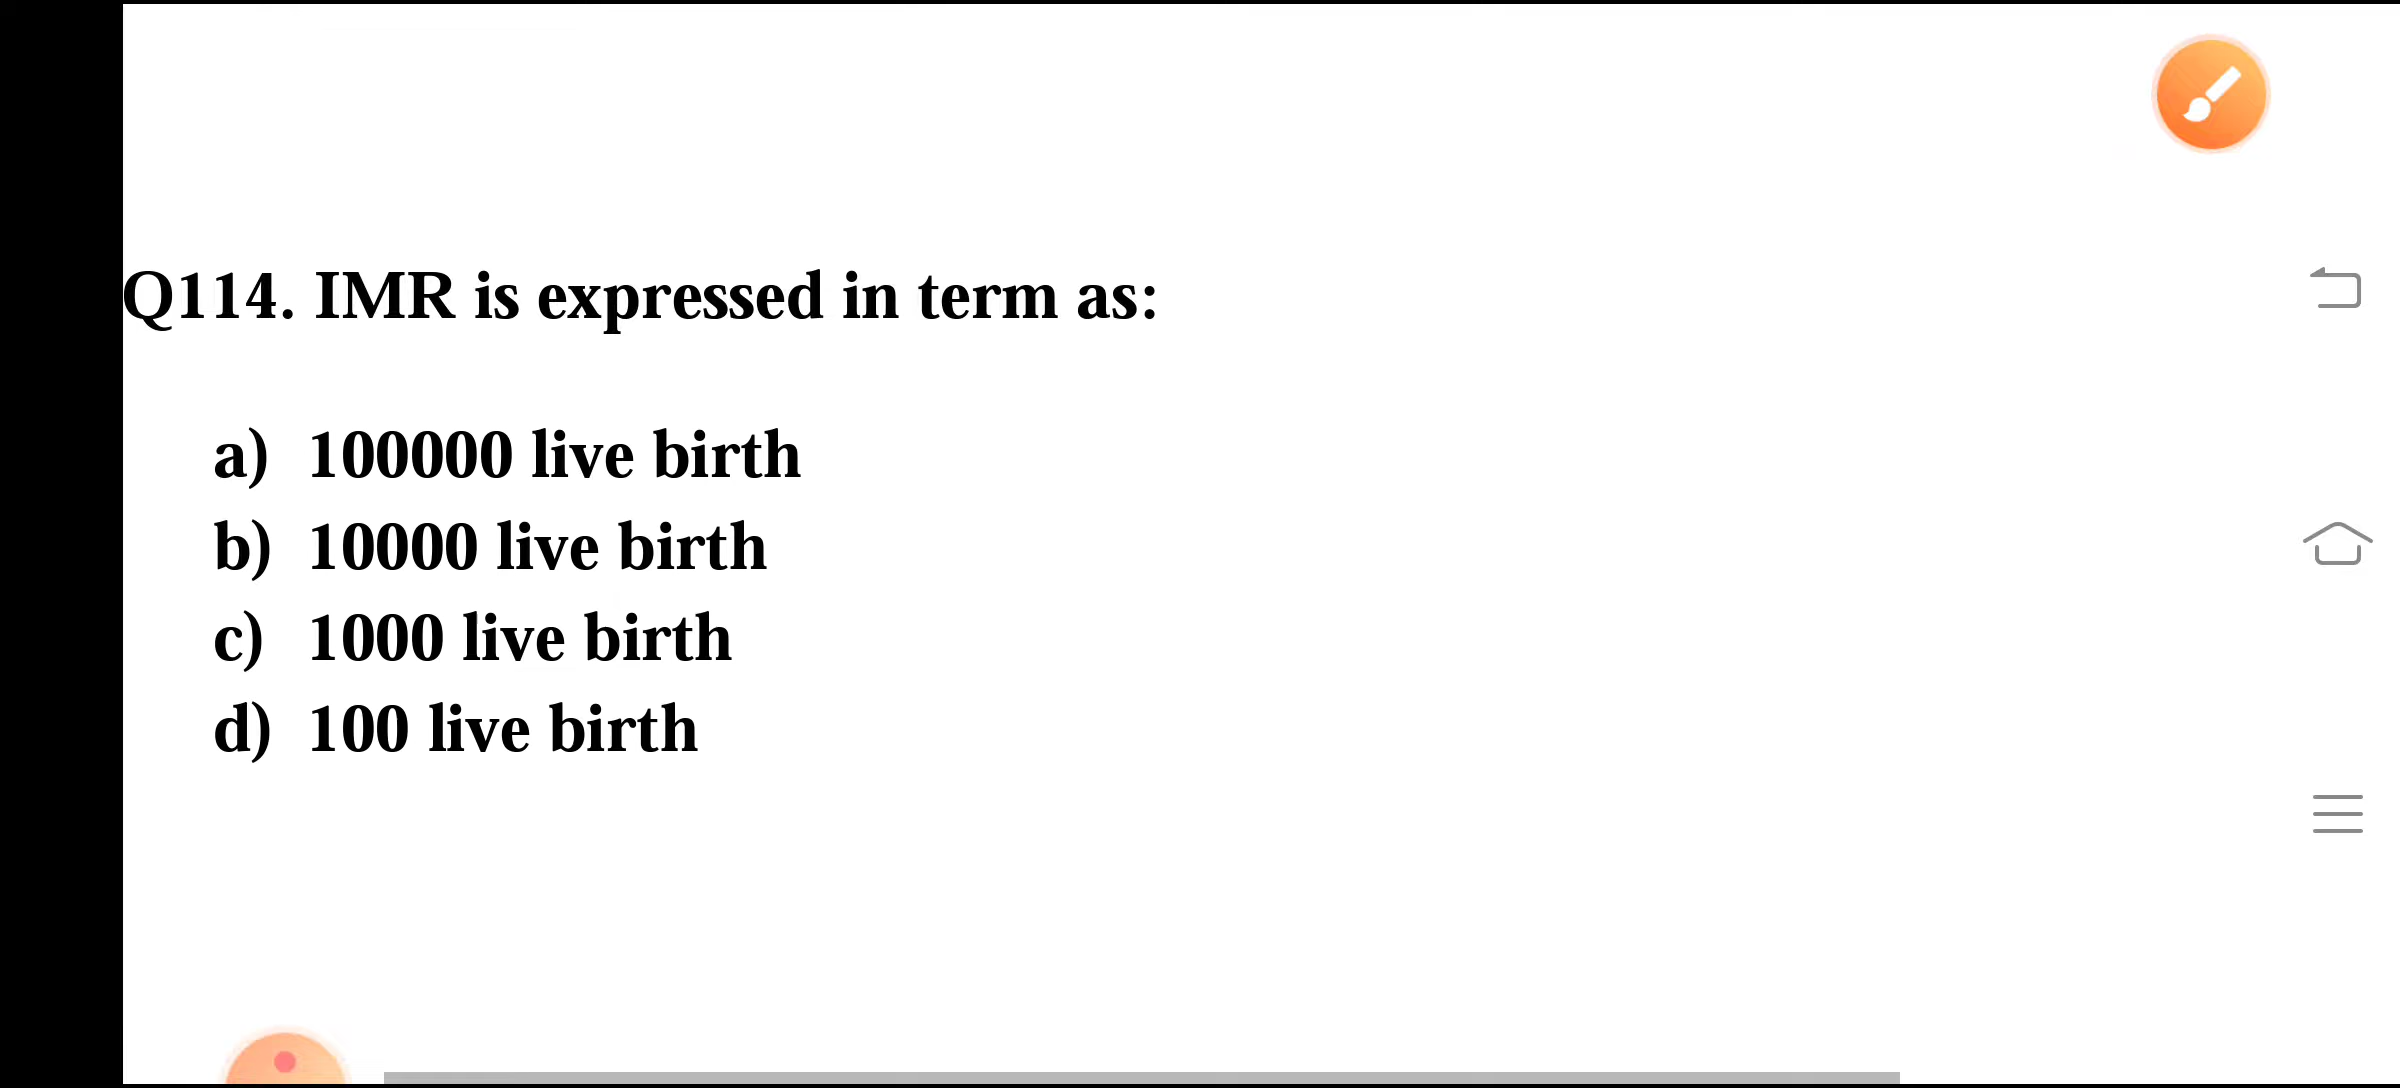 Q114. IMR is expressed in term as:
a) 100000 live birth
b) 10000 live birth
c) 1000 live birth
d) 100 live birth